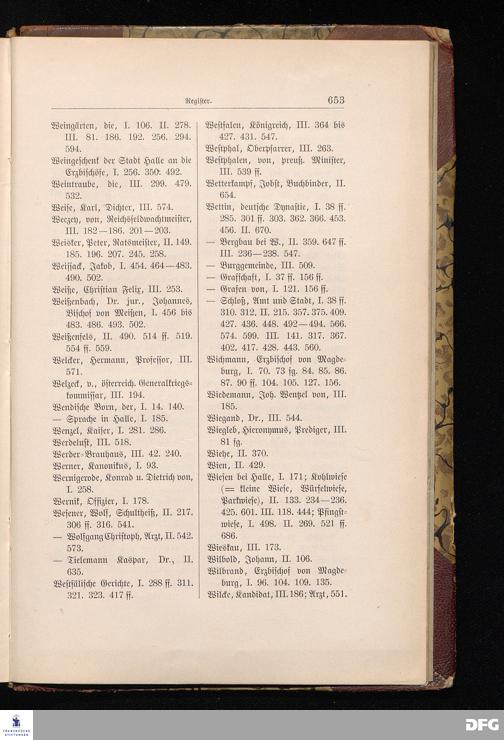 Register.
653
Weingärten, die, I. 106. II. 278.
III. 81. 186. 192. 256. 294.
594.
Weingeschenk der Stadt Halle an die
Erzbischöfe, I. 256. 350. 492.
Weintraube, die, III. 299. 479.
532.
Weise, Karl, Dichter, III. 574.
Weczey, von, Reichsfeldwachtmeister,
III. 182—186. 201—203.
Weisker, Peter, Ratsmeister, II. 149.
185. 196. 207. 245. 258.
Weissack, Jakob, I. 454. 464—483.
490. 502.
Weiße, Christian Felix, III. 253.
Weißenbach, Dr. jur., Johannes,
Bischof von Meißen, I. 456 bis
483. 486. 493. 502.
Weißenfels, II. 490. 514 ff. 519.
554 ff. 559.
Welcker, Hermann, Professor, III.
571.
Welzeck, v., österreich. Generalkriegs-
kommissar, III. 194.
Wendische Born, der, I. 14. 140.
— Sprache in Halle, I. 185.
Wenzel, Kaiser, I. 281. 286.
Werdelust, III. 518.
Werder-Brauhaus, III. 42. 240.
Werner, Kanonikus, I. 93.
Wernigerode, Konrad u. Dietrich von,
I. 258.
Wernik, Offizier, I. 178.
Wesener, Wolf, Schultheiß, II. 217.
306 ff. 316. 541.
— Wolfgang Christoph, Arzt, II. 542.
573.
— Tielemann Kaspar, Dr., II.
635.
Westfälische Gerichte, I. 288 ff. 311.
321. 323. 417 ff.
Westfalen, Königreich, III. 364 bis
427. 431. 547.
Westphal, Oberpfarrer, III. 263.
Westphalen, von, preuß. Minister,
III. 539 ff.
Wetterkampf, Jobst, Buchbinder, II.
654.
Wettin, deutsche Dynastie, I. 38 ff.
285. 301 ff. 303. 362. 366. 453.
456. II. 670.
— Bergbau bei W., II. 359. 647 ff.
III. 236—238. 547.
— Burggemeinde, III. 509.
— Grafschaft, I. 37 ff. 156 ff.
— Grafen von, I. 121. 156 ff.
— Schloß, Amt und Stadt, I. 38 ff.
310. 312. II. 215. 357. 375. 409.
427. 436. 448. 492—494. 566.
574. 599. III. 141. 317. 367.
402. 417. 428. 443. 560.
Wichmann, Erzbischof von Magde-
burg, I. 70. 73 fg. 84. 85. 86.
87. 90 ff. 104. 105. 127. 156.
Wiedemann, Joh. Wentzel von, III.
185.
Wiegand, Dr., III. 544.
Wiegleb, Hieronymus, Prediger, III.
81 fg.
Wiehe, II. 370.
Wien, II. 429.
Wiesen bei Halle, I. 171; Kohlwiese
(= kleine Wiese, Würfelwiese,
Parkwiese), II. 133. 234—236.
425. 601. III. 118. 444; Pfingst-
wiese, I. 498. II. 269. 521 ff.
686.
Wieskau, III. 173.
Wilbold, Johann, II. 106.
Wilbrand, Erzbischof von Magde-
burg, I. 96. 104. 109. 135.
Wilcke, Kandidat, III. 186; Arzt, 551.
FRANCKESCHE
STIFTUNGEN
DFG